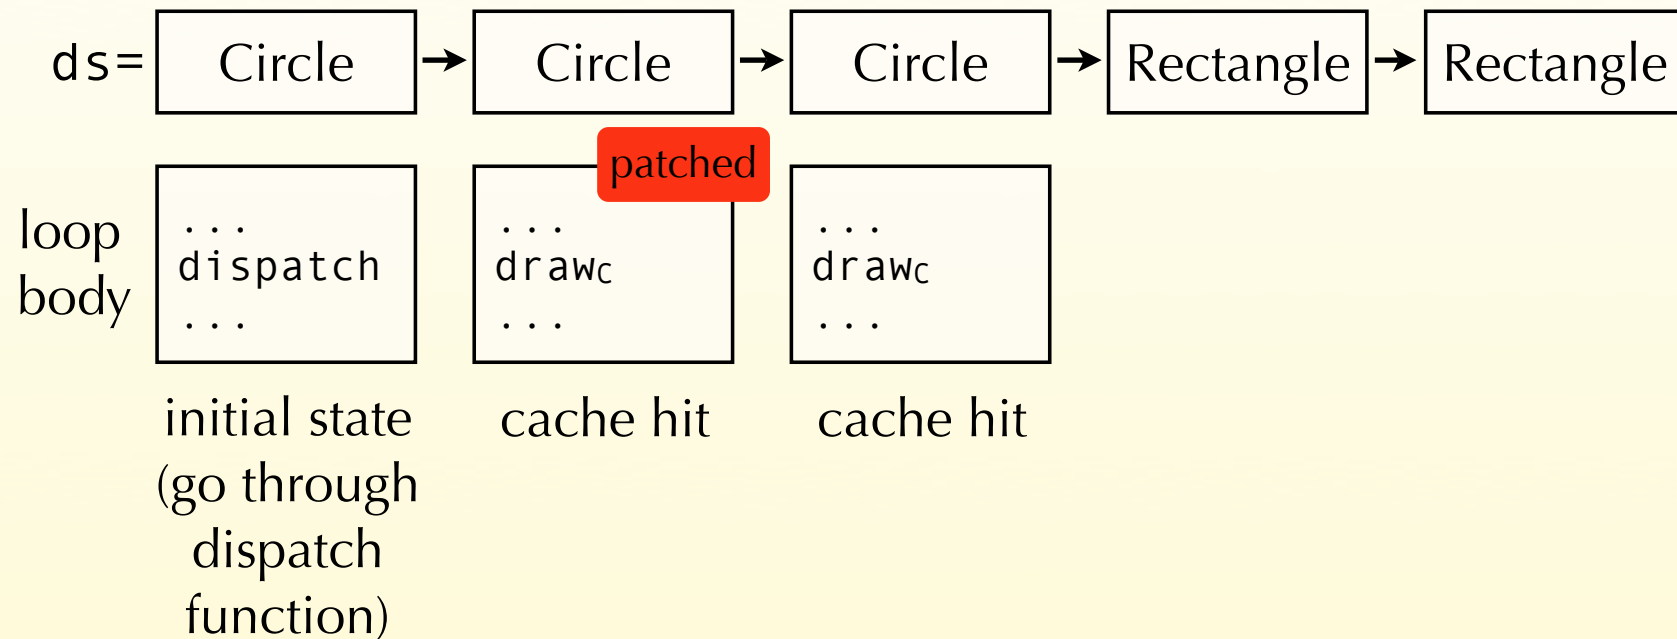 ds= Circle → Circle → Circle → Rectangle → Rectangle
patched
loop body
...
dispatch
...
...
drawC
...
...
drawC
...
initial state
(go through
dispatch
function)
cache hit
cache hit